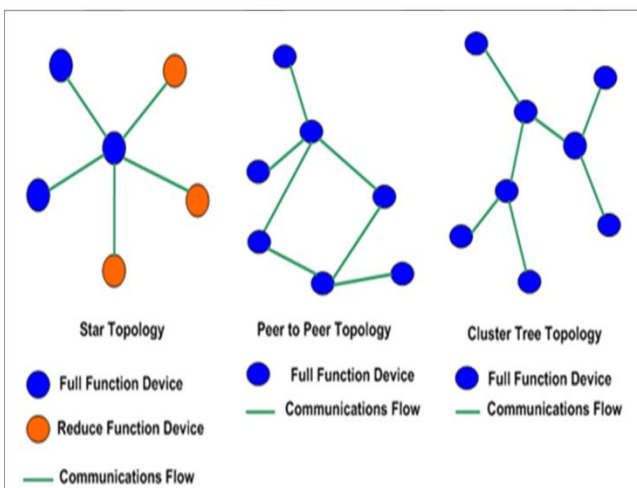 Star Topology
Full Function Device
Reduce Function Device
Communications Flow
Peer to Peer Topology
Full Function Device
Communications Flow
Cluster Tree Topology
Full Function Device
Communications Flow